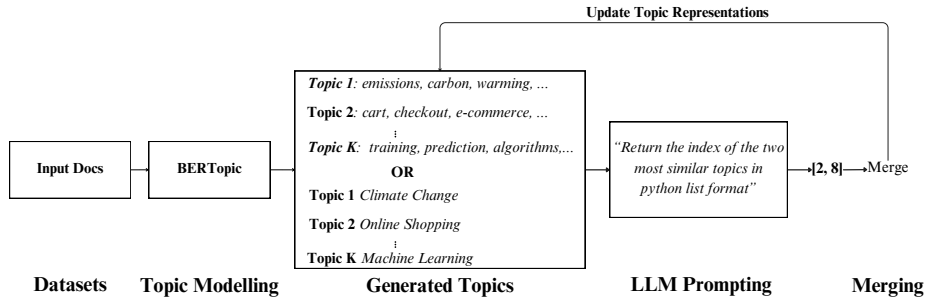 Update Topic Representations
Topic 1: emissions, carbon, warming, ...
Topic 2: cart, checkout, e-commerce, ...
⋮
Topic K: training, prediction, algorithms,...
OR
Topic 1 Climate Change
Topic 2 Online Shopping
⋮
Topic K Machine Learning
Input Docs
BERTopic
“Return the index of the two
most similar topics in
python list format”
[2, 8]
Merge
Datasets
Topic Modelling
Generated Topics
LLM Prompting
Merging